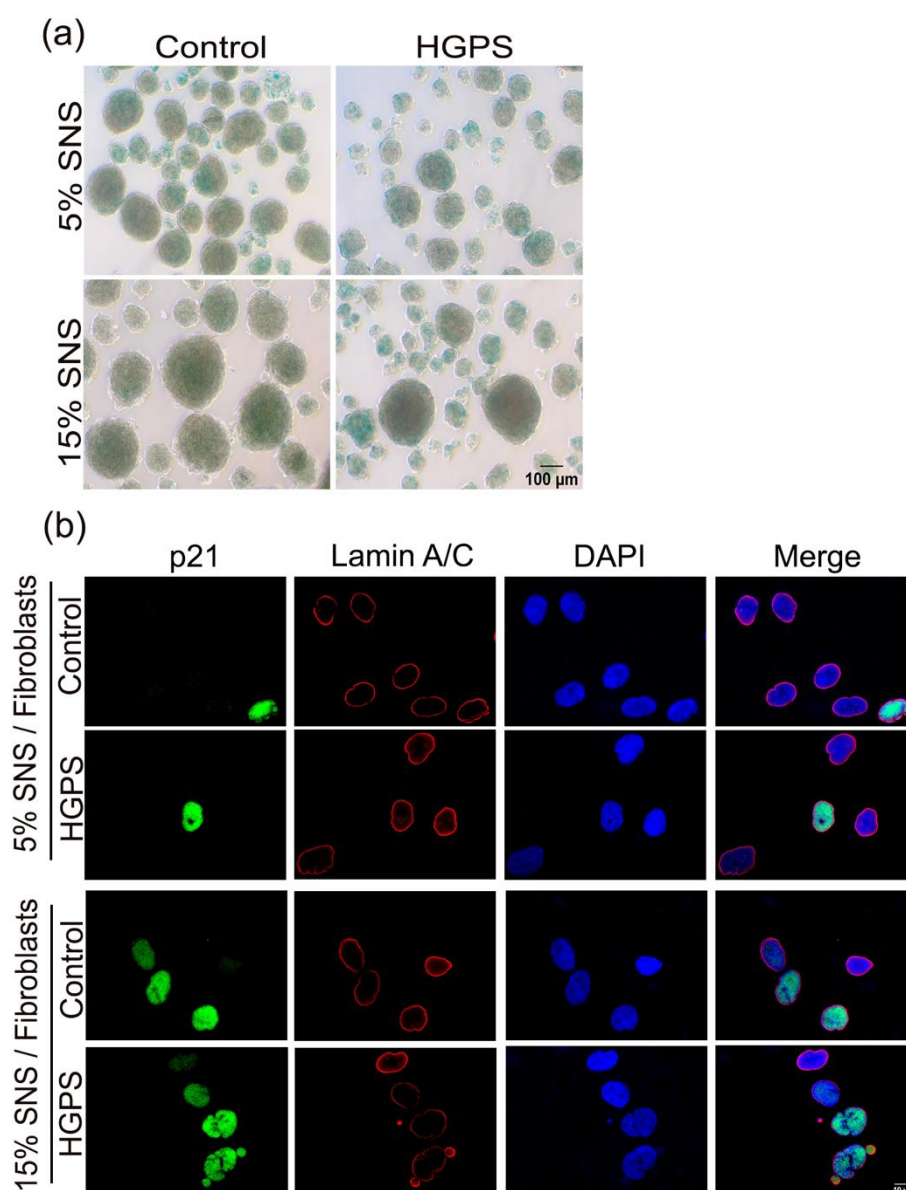 (a)
Control HGPS
5% SNS
15% SNS
100 µm
(b)
p21 Lamin A/C DAPI Merge
5% SNS / Fibroblasts
Control
HGPS
15% SNS / Fibroblasts
Control
HGPS